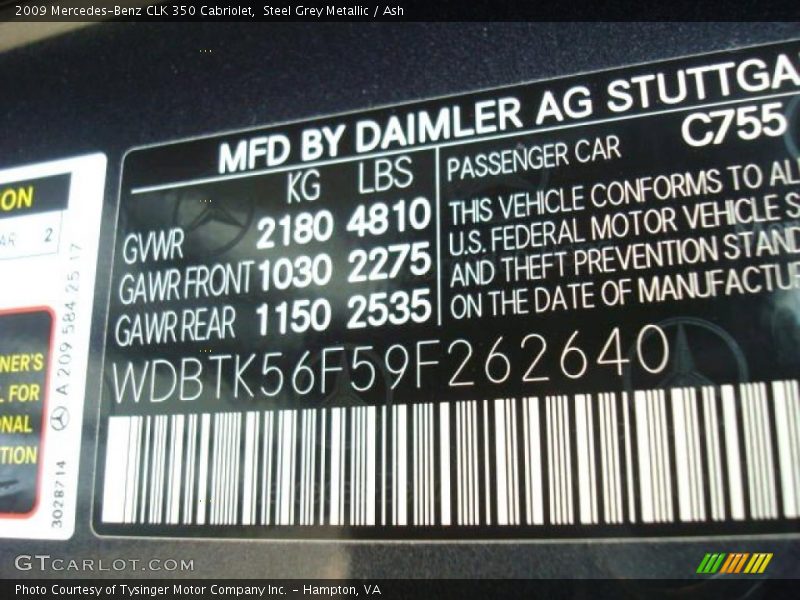 2009 Mercedes-Benz CLK 350 Cabriolet,  Steel Grey Metallic / Ash
MFD BY DAIMLER AG STUTTGA
C755
KG LBS
GVWR 2180 4810
GAWR FRONT 1030 2275
GAWR REAR 1150 2535
PASSENGER CAR
THIS VEHICLE CONFORMS TO AL
U.S. FEDERAL MOTOR VEHICLE S
AND THEFT PREVENTION STAND
ON THE DATE OF MANUFACTU
WDBTK56F59F262640
ON
AR 2
NER'S
L FOR
NAL
TION
A 209 584 25 17
3028714
GTCARLOT.COM
Photo Courtesy of Tysinger Motor Company Inc. - Hampton, VA